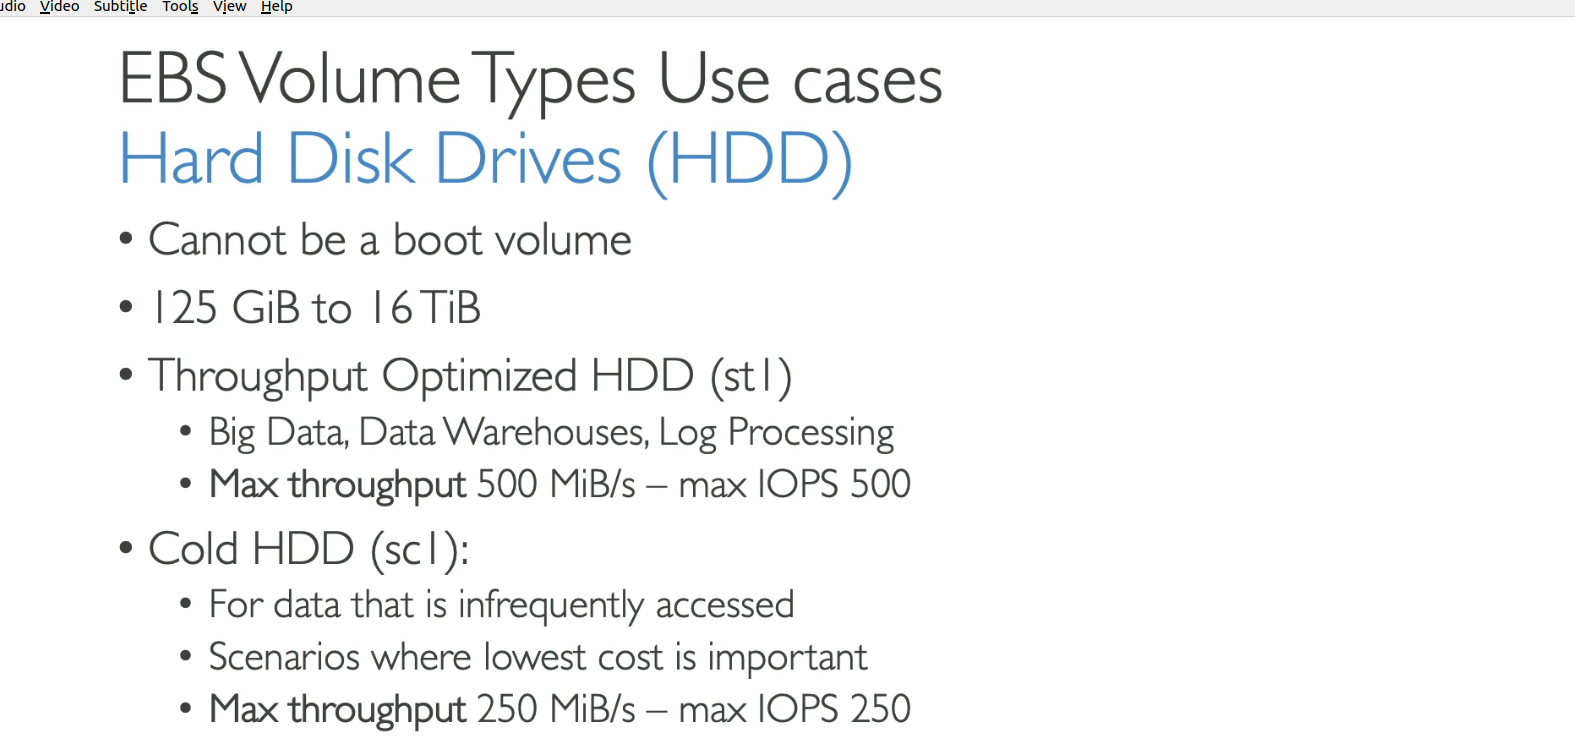 Video Subtitle Tools View Help
EBS Volume Types Use cases
Hard Disk Drives (HDD)
• Cannot be a boot volume
• 125 GiB to 16 TiB
• Throughput Optimized HDD (st1)
• Big Data, Data Warehouses, Log Processing
• Max throughput 500 MiB/s – max IOPS 500
• Cold HDD (sc1):
• For data that is infrequently accessed
• Scenarios where lowest cost is important
• Max throughput 250 MiB/s – max IOPS 250